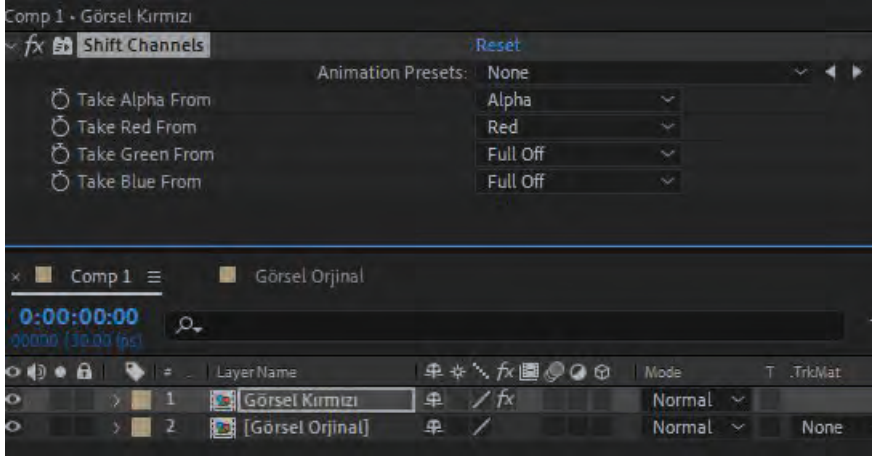 Comp 1 • Görsel Kırmızı
fx Shift Channels Reset
Animation Presets: None
Take Alpha From Alpha
Take Red From Red
Take Green From Full Off
Take Blue From Full Off
Comp 1 Görsel Orjinal
0:00:00:00
00000 (30.00 fps)
# Layer Name fx Mode T .TrkMat
1 Görsel Kırmızı fx Normal
2 [Görsel Orjinal] Normal None